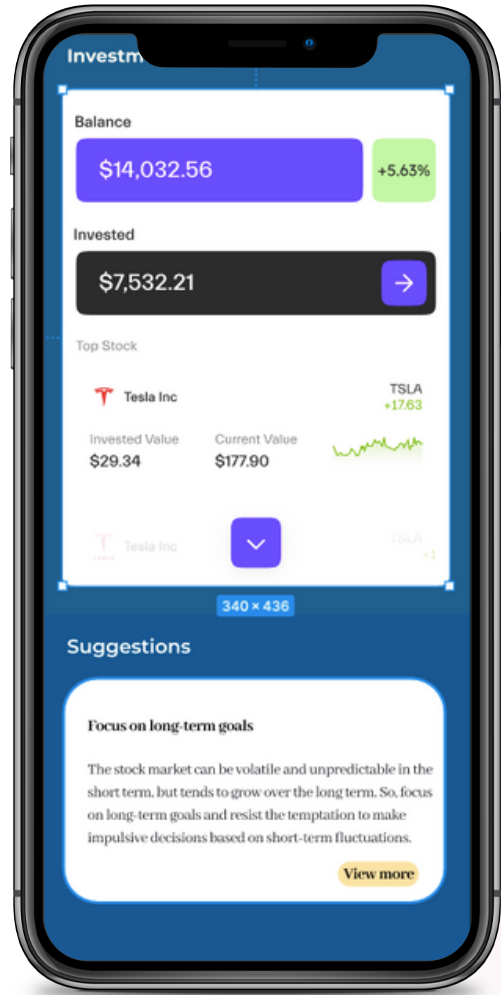 Investm
Balance
$14,032.56
+5.63%
Invested
$7,532.21
Top Stock
Tesla Inc
TSLA
+17.63
Invested Value
Current Value
$29.34
$177.90
Tesla Inc
TSLA
+1
340 × 436
Suggestions
Focus on long-term goals
The stock market can be volatile and unpredictable in the
short term, but tends to grow over the long term. So, focus
on long-term goals and resist the temptation to make
impulsive decisions based on short-term fluctuations.
View more